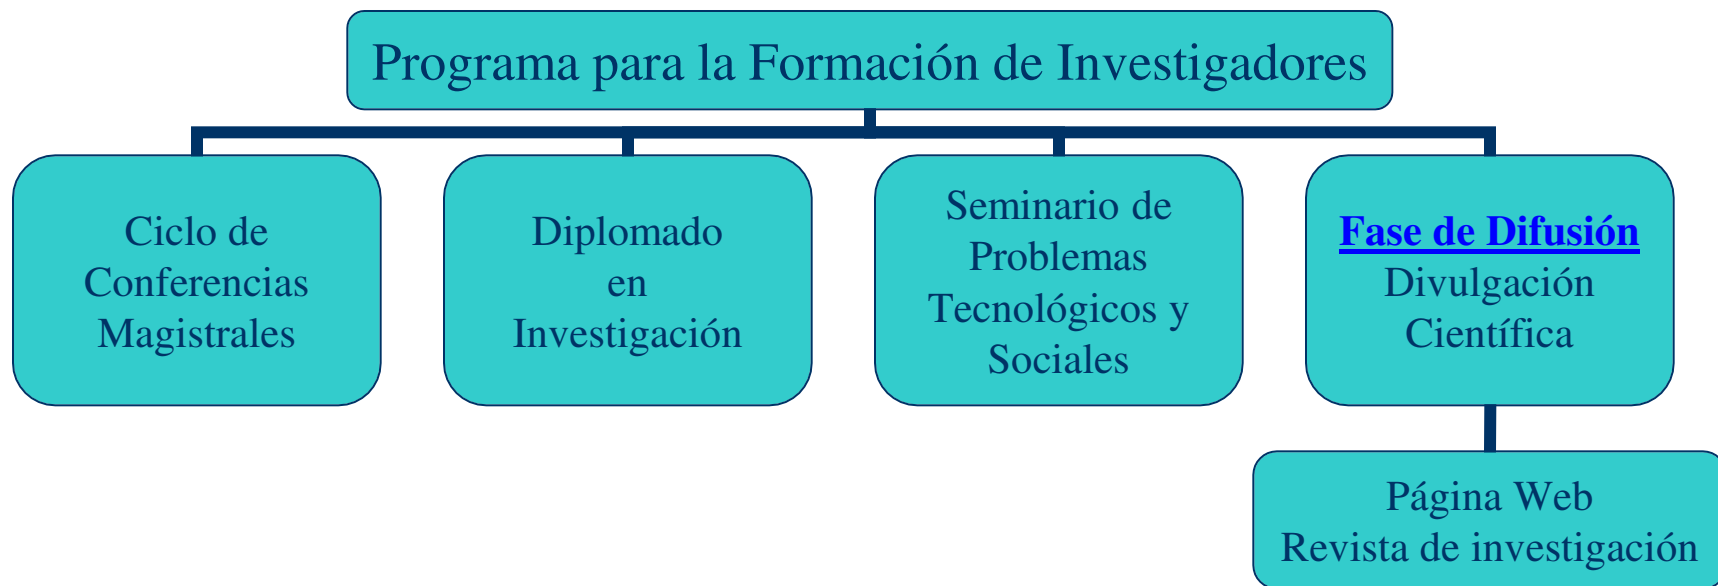 Programa para la Formación de Investigadores
Ciclo de
Conferencias
Magistrales
Diplomado
en
Investigación
Seminario de
Problemas
Tecnológicos y
Sociales
Fase de Difusión
Divulgación
Científica
Página Web
Revista de investigación